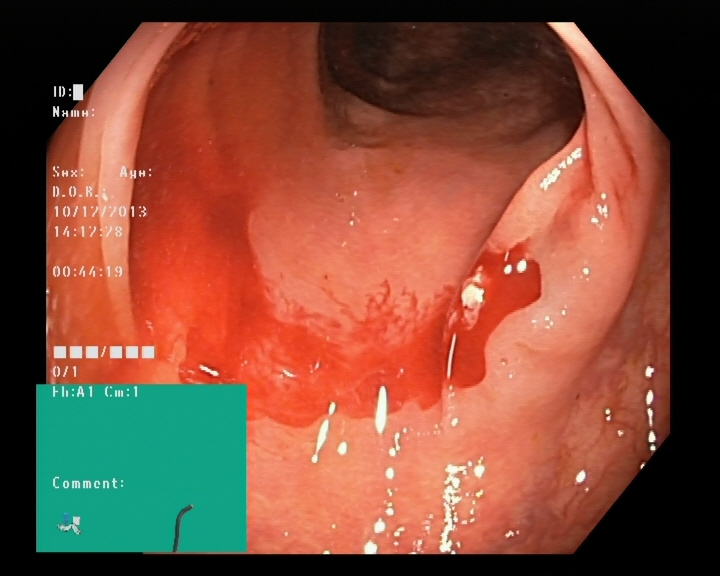 ID:
Name:
Sex: Age:
D.O.B.:
10/12/2013
14:12:28
00:44:19
■■■/■■■
0/1
Eh:A1 Cm:1
Comment: